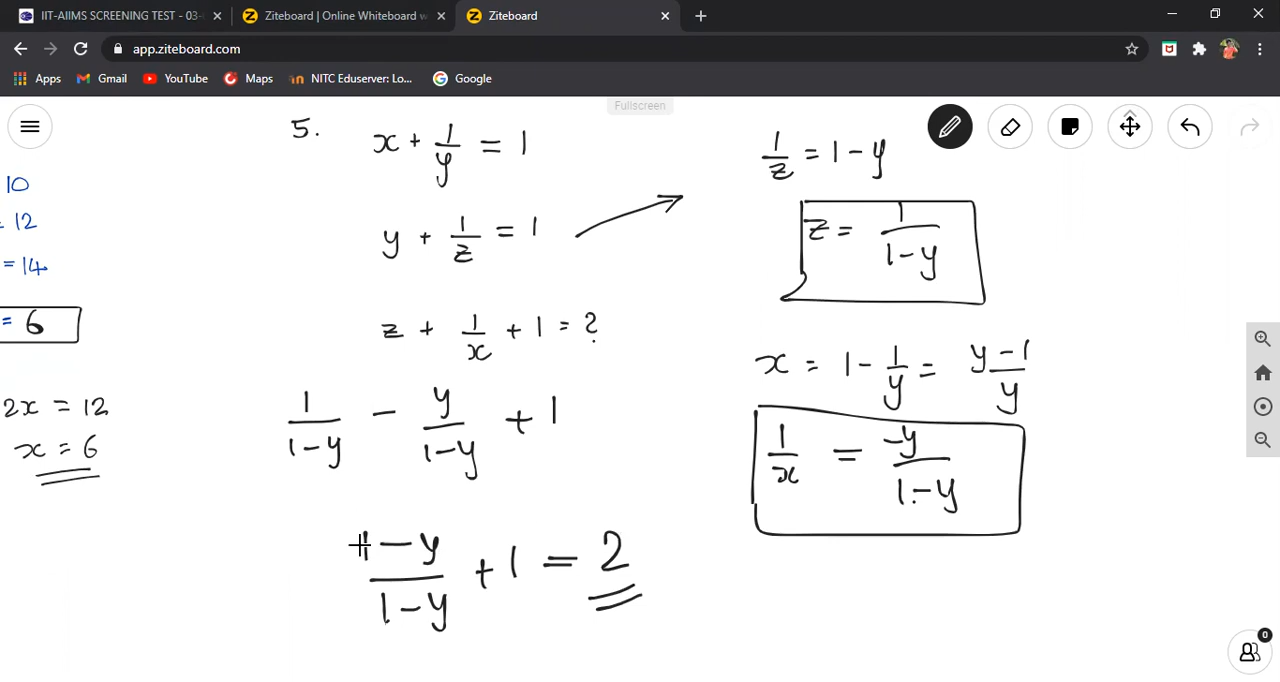 IIT-AIIMS SCREENING TEST - 03-
Ziteboard | Online Whiteboard w
Ziteboard
app.ziteboard.com
Apps Gmail YouTube Maps NITC Eduserver: Lo... Google
Fullscreen
10
= 12
= 14
= 6
2x = 12
x = 6
5. x + 1/y = 1
y + 1/z = 1
z + 1/x + 1 = ?
1/(1-y) - y/(1-y) + 1
(1-y)/(1-y) + 1 = 2
1/z = 1 - y
z = 1/(1-y)
x = 1 - 1/y = (y-1)/y
1/x = -y/(1-y)
0